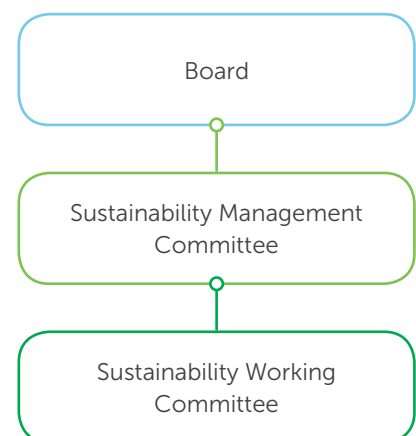 Board
Sustainability Management
Committee
Sustainability Working
Committee